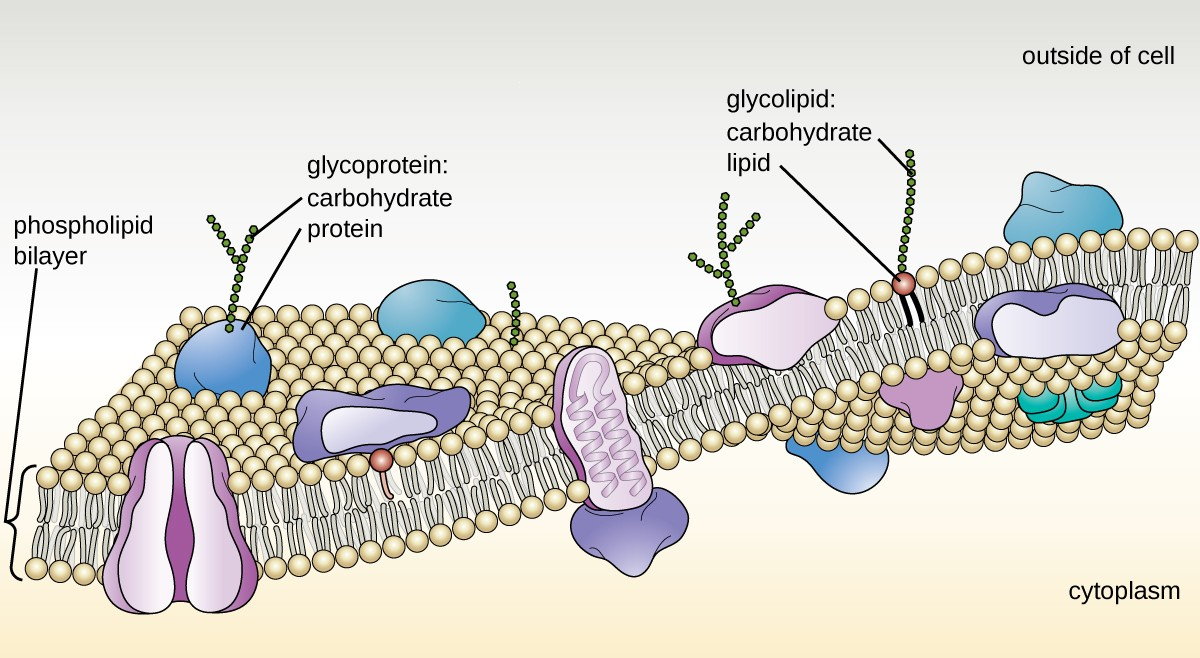 outside of cell
glycolipid:
carbohydrate
lipid
glycoprotein:
carbohydrate
protein
phospholipid
bilayer
cytoplasm